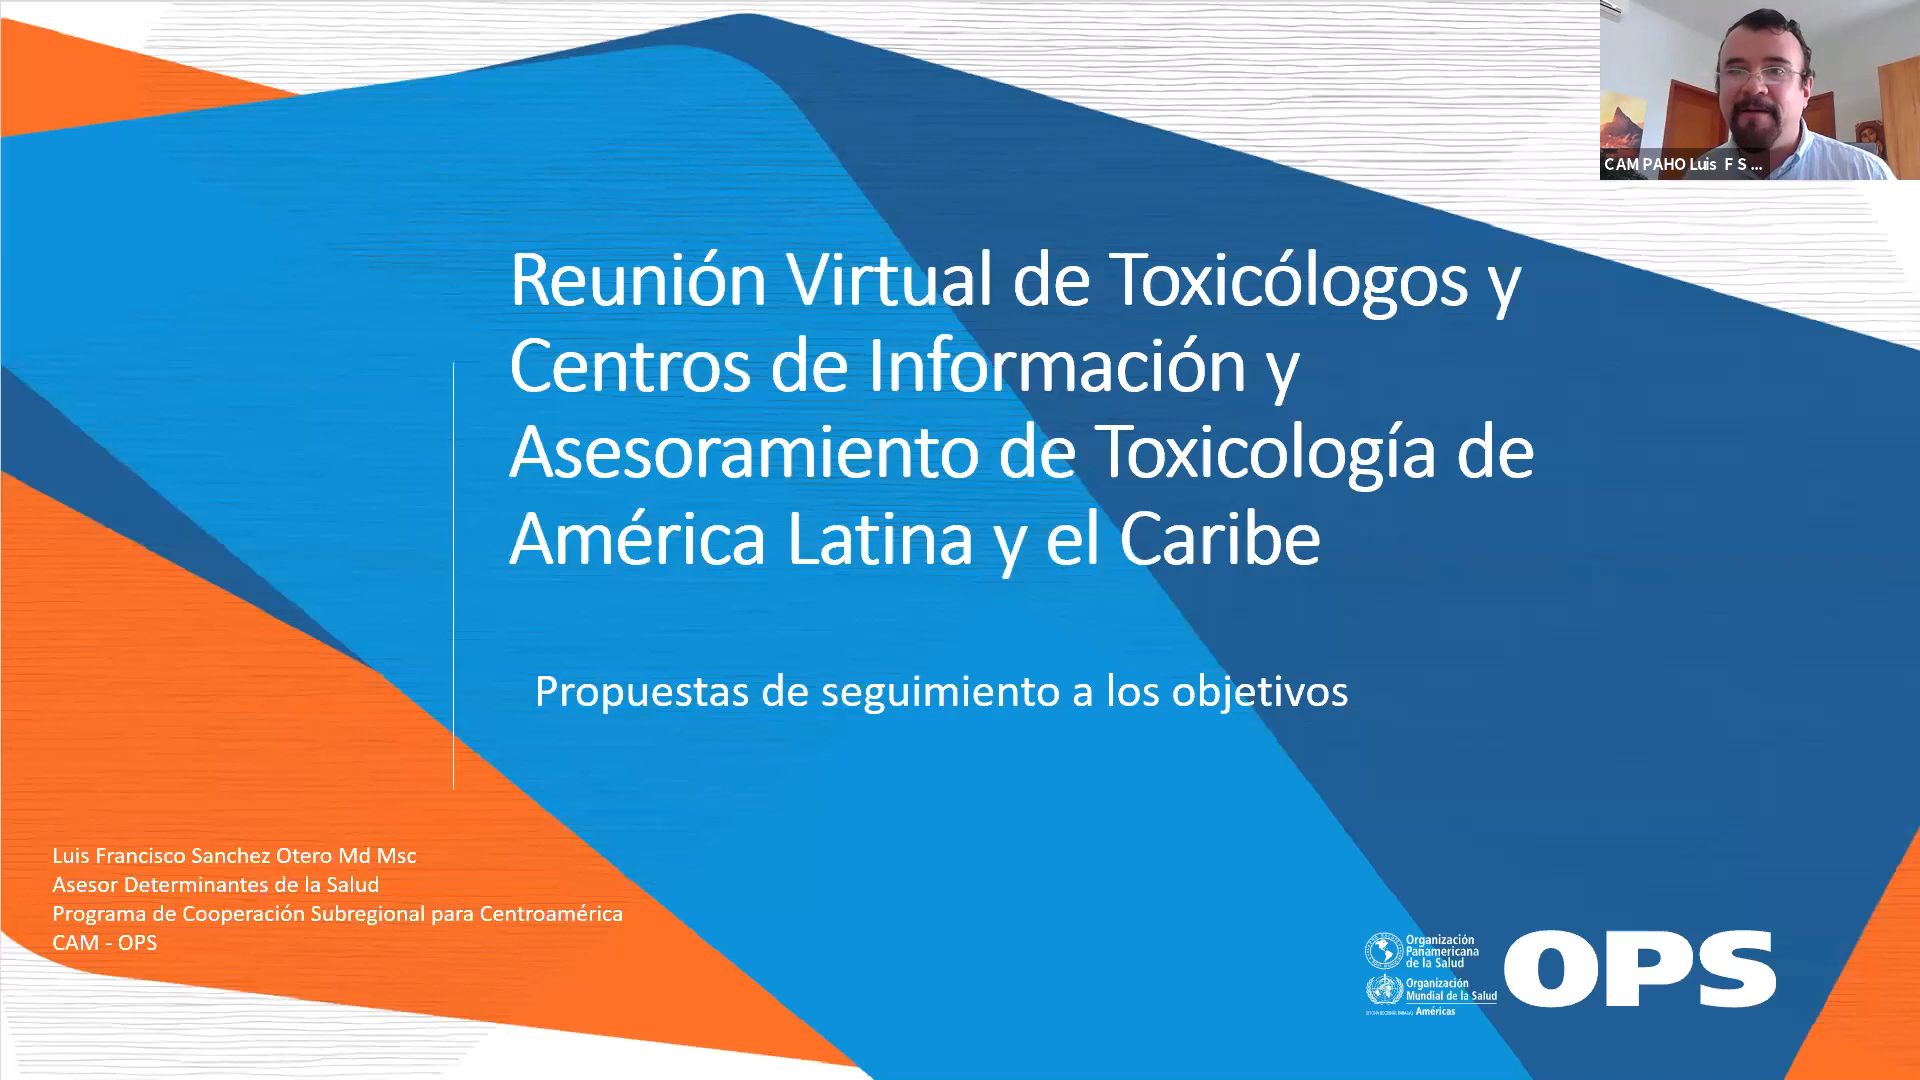 CAM PAHO Luis F S ...
Reunión Virtual de Toxicólogos y
Centros de Información y
Asesoramiento de Toxicología de
América Latina y el Caribe
Propuestas de seguimiento a los objetivos
Luis Francisco Sanchez Otero Md Msc
Asesor Determinantes de la Salud
Programa de Cooperación Subregional para Centroamérica
CAM - OPS
Organización
Panamericana
de la Salud
Organización
Mundial de la Salud
Américas
OPS